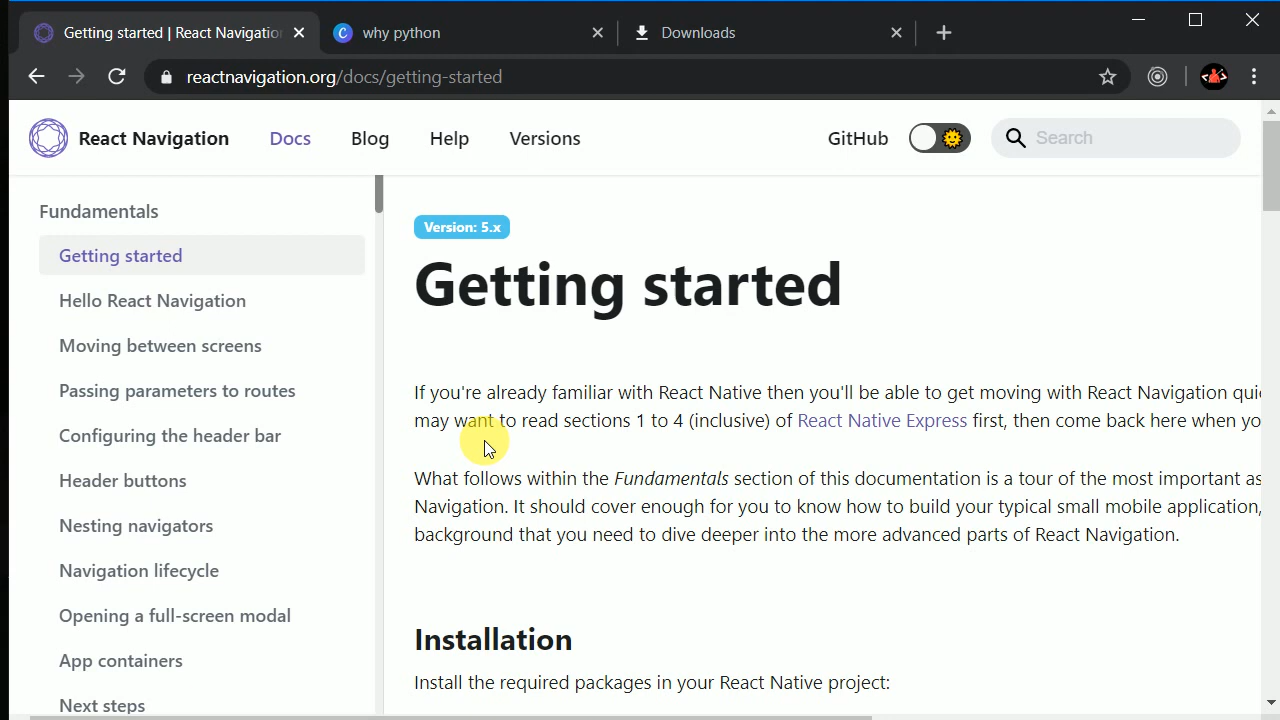 Getting started | React Navigatio
why python
Downloads
reactnavigation.org/docs/getting-started
React Navigation
Docs
Blog
Help
Versions
GitHub
Search
Fundamentals
Getting started
Hello React Navigation
Moving between screens
Passing parameters to routes
Configuring the header bar
Header buttons
Nesting navigators
Navigation lifecycle
Opening a full-screen modal
App containers
Next steps
Version: 5.x
Getting started
If you're already familiar with React Native then you'll be able to get moving with React Navigation qui
may want to read sections 1 to 4 (inclusive) of React Native Express first, then come back here when yo
What follows within the Fundamentals section of this documentation is a tour of the most important as
Navigation. It should cover enough for you to know how to build your typical small mobile application,
background that you need to dive deeper into the more advanced parts of React Navigation.
Installation
Install the required packages in your React Native project: